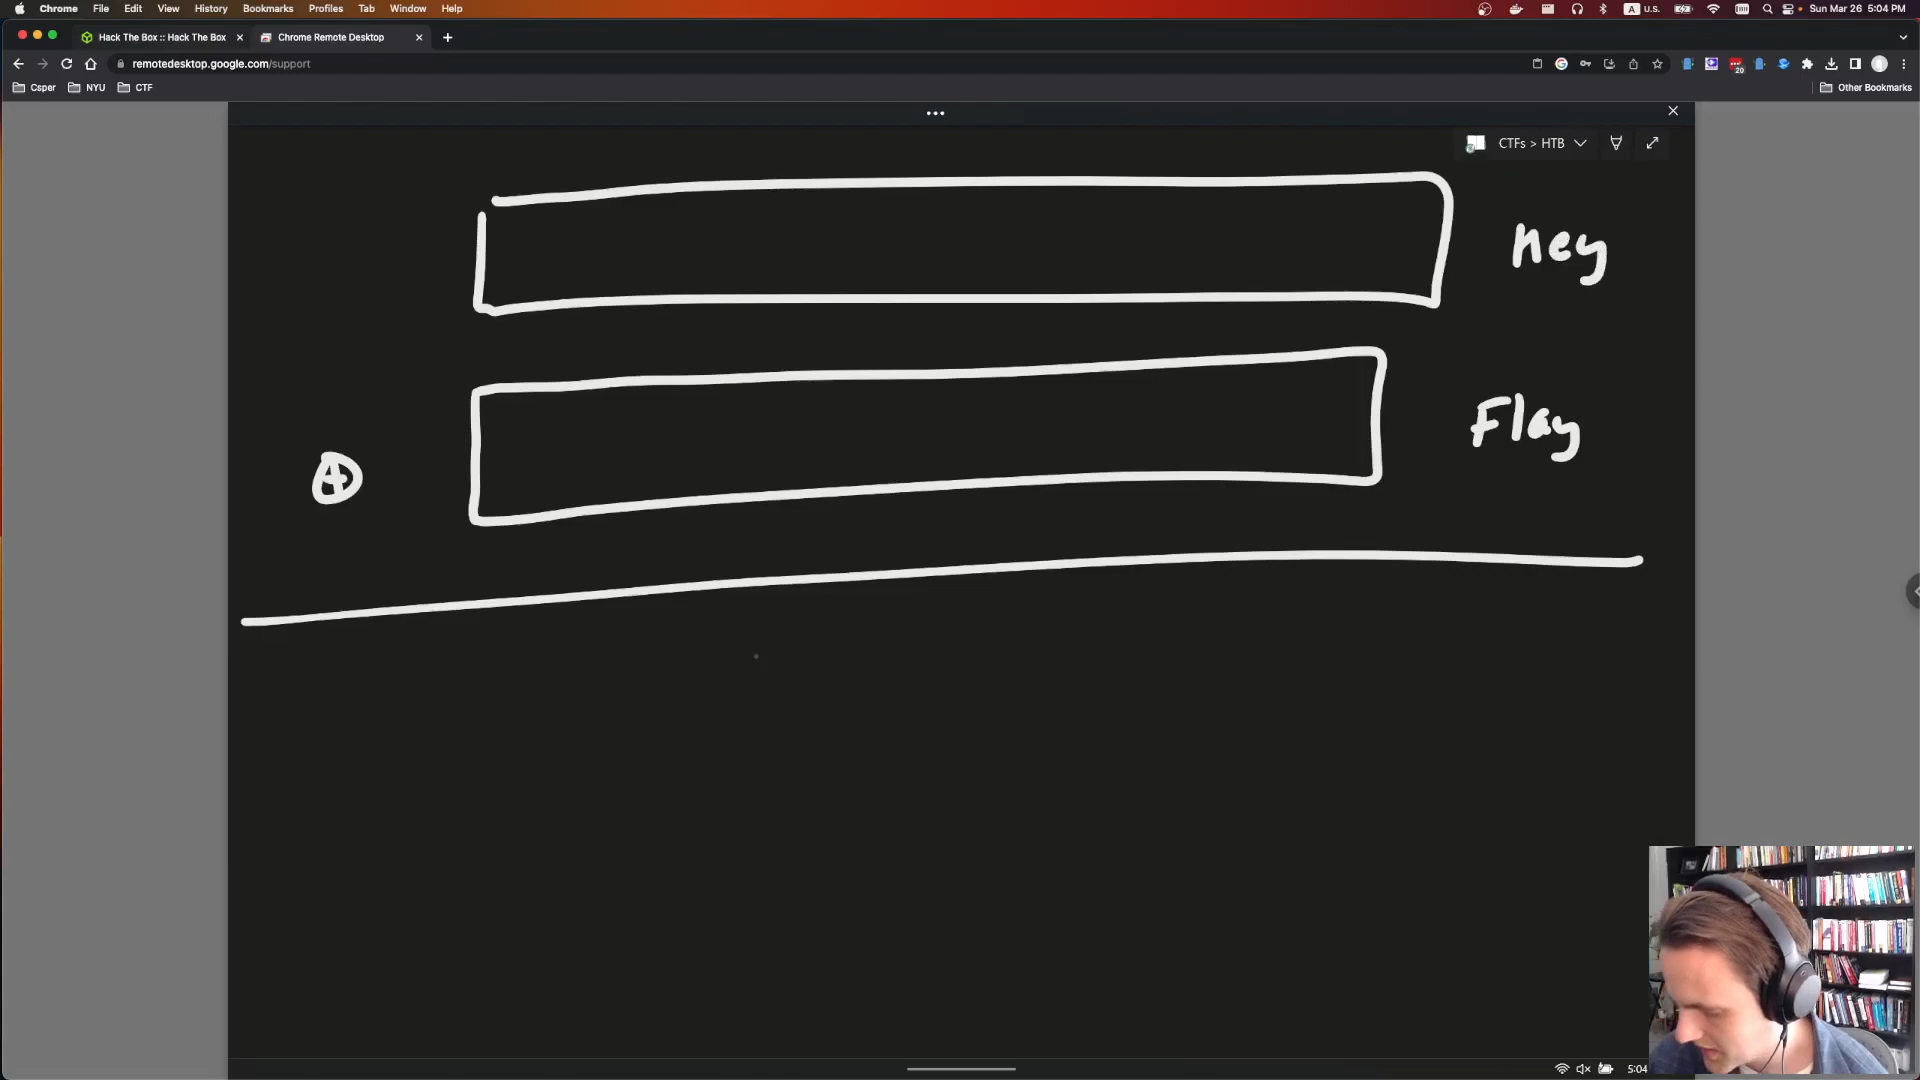 Chrome File Edit View History Bookmarks Profiles Tab Window Help A U.S. Sun Mar 26 5:04 PM
Hack The Box :: Hack The Box Chrome Remote Desktop
remotedesktop.google.com/support 20
Csper NYU CTF Other Bookmarks
CTFs > HTB
Key
Flag
5:04